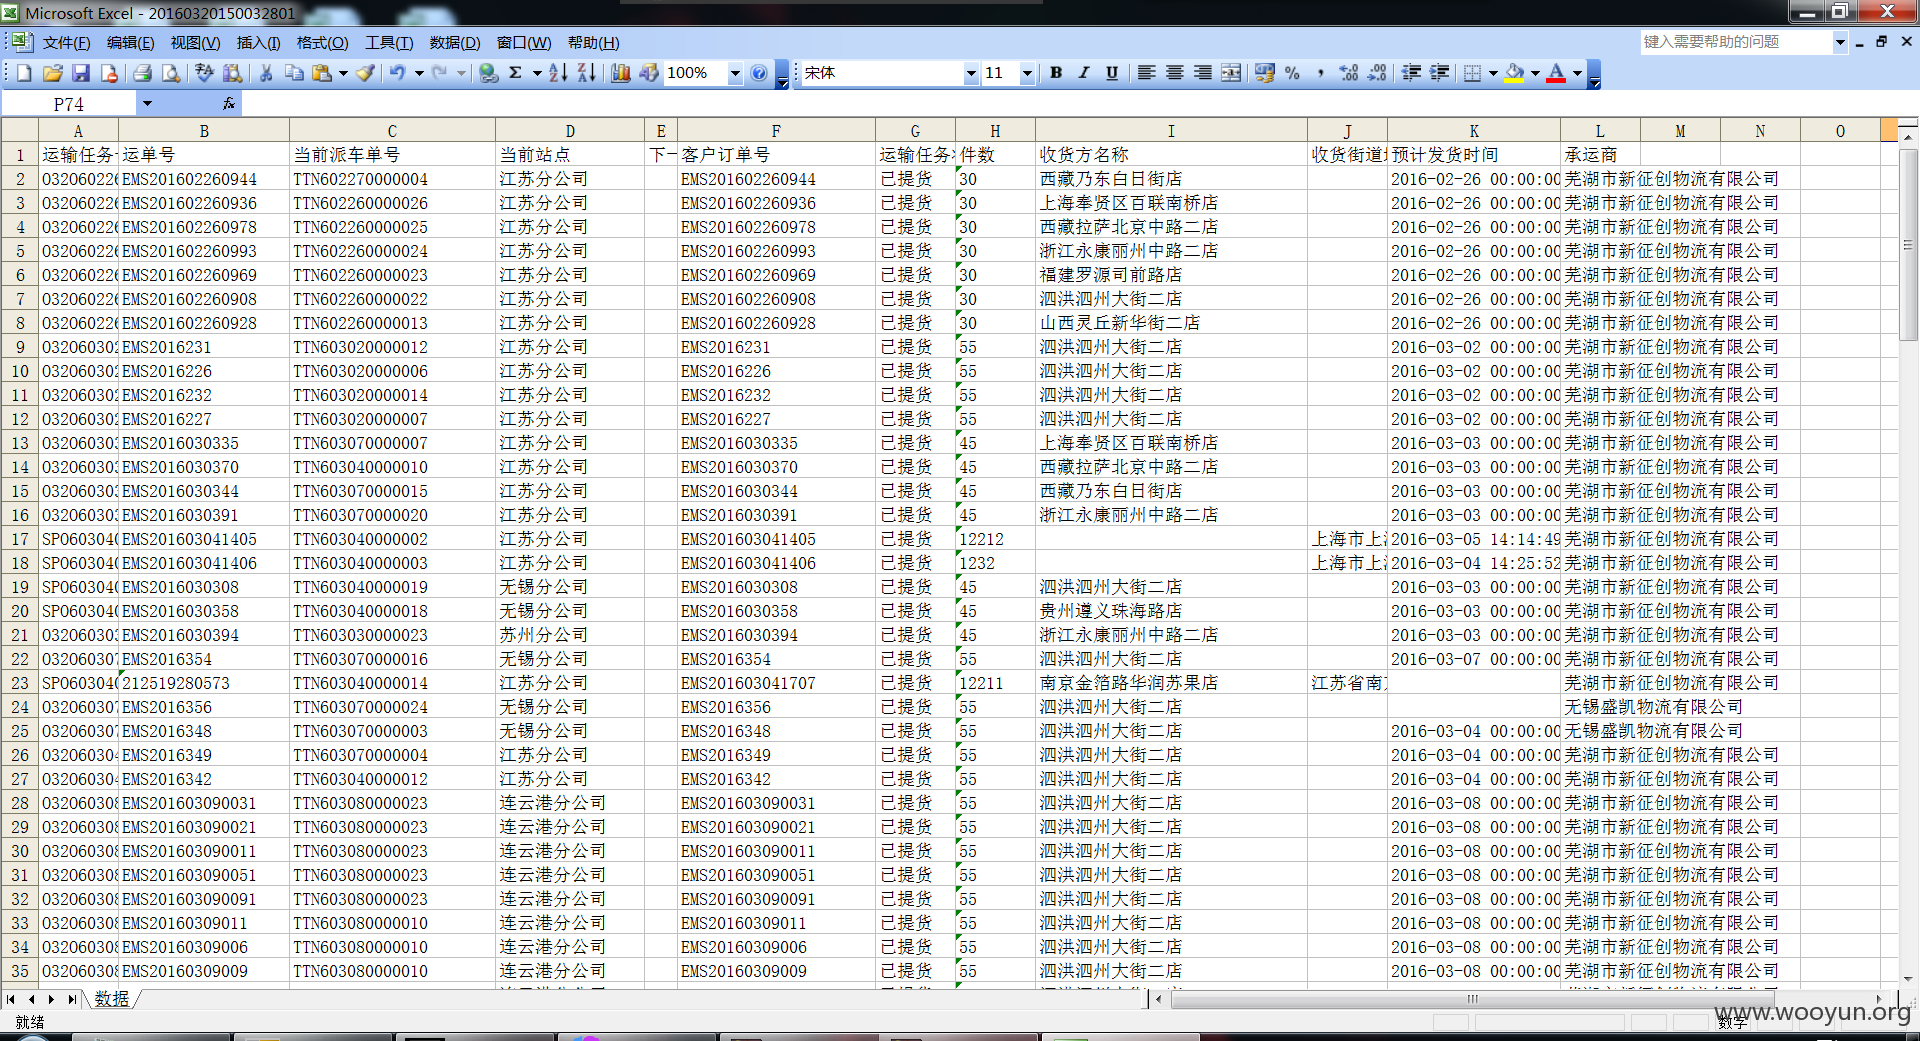 Microsoft Excel - 20160320150032801
文件(F) 编辑(E) 视图(V) 插入(I) 格式(O) 工具(T) 数据(D) 窗口(W) 帮助(H) 键入需要帮助的问题
100% 宋体 11 B I U
P74 fx
A B C D E F G H I J K L M N O
1 运输任务 运单号 当前派车单号 当前站点 下一 客户订单号 运输任务 件数 收货方名称 收货街道 预计发货时间 承运商
2 032060226 EMS201602260944 TTN602270000004 江苏分公司 EMS201602260944 已提货 30 西藏乃东白日街店 2016-02-26 00:00:00 芜湖市新征创物流有限公司
3 032060226 EMS201602260936 TTN602260000026 江苏分公司 EMS201602260936 已提货 30 上海奉贤区百联南桥店 2016-02-26 00:00:00 芜湖市新征创物流有限公司
4 032060226 EMS201602260978 TTN602260000025 江苏分公司 EMS201602260978 已提货 30 西藏拉萨北京中路二店 2016-02-26 00:00:00 芜湖市新征创物流有限公司
5 032060226 EMS201602260993 TTN602260000024 江苏分公司 EMS201602260993 已提货 30 浙江永康丽州中路二店 2016-02-26 00:00:00 芜湖市新征创物流有限公司
6 032060226 EMS201602260969 TTN602260000023 江苏分公司 EMS201602260969 已提货 30 福建罗源司前路店 2016-02-26 00:00:00 芜湖市新征创物流有限公司
7 032060226 EMS201602260908 TTN602260000022 江苏分公司 EMS201602260908 已提货 30 泗洪泗州大街二店 2016-02-26 00:00:00 芜湖市新征创物流有限公司
8 032060226 EMS201602260928 TTN602260000013 江苏分公司 EMS201602260928 已提货 30 山西灵丘新华街二店 2016-02-26 00:00:00 芜湖市新征创物流有限公司
9 032060302 EMS2016231 TTN603020000012 江苏分公司 EMS2016231 已提货 55 泗洪泗州大街二店 2016-03-02 00:00:00 芜湖市新征创物流有限公司
10 032060302 EMS2016226 TTN603020000006 江苏分公司 EMS2016226 已提货 55 泗洪泗州大街二店 2016-03-02 00:00:00 芜湖市新征创物流有限公司
11 032060302 EMS2016232 TTN603020000014 江苏分公司 EMS2016232 已提货 55 泗洪泗州大街二店 2016-03-02 00:00:00 芜湖市新征创物流有限公司
12 032060302 EMS2016227 TTN603020000007 江苏分公司 EMS2016227 已提货 55 泗洪泗州大街二店 2016-03-02 00:00:00 芜湖市新征创物流有限公司
13 032060303 EMS2016030335 TTN603070000007 江苏分公司 EMS2016030335 已提货 45 上海奉贤区百联南桥店 2016-03-03 00:00:00 芜湖市新征创物流有限公司
14 032060303 EMS2016030370 TTN603040000010 江苏分公司 EMS2016030370 已提货 45 西藏拉萨北京中路二店 2016-03-03 00:00:00 芜湖市新征创物流有限公司
15 032060303 EMS2016030344 TTN603070000015 江苏分公司 EMS2016030344 已提货 45 西藏乃东白日街店 2016-03-03 00:00:00 芜湖市新征创物流有限公司
16 032060303 EMS2016030391 TTN603070000020 江苏分公司 EMS2016030391 已提货 45 浙江永康丽州中路二店 2016-03-03 00:00:00 芜湖市新征创物流有限公司
17 SP060304 EMS201603041405 TTN603040000002 江苏分公司 EMS201603041405 已提货 12212 上海市上 2016-03-05 14:14:49 芜湖市新征创物流有限公司
18 SP060304 EMS201603041406 TTN603040000003 江苏分公司 EMS201603041406 已提货 1232 上海市上 2016-03-04 14:25:52 芜湖市新征创物流有限公司
19 SP060304 EMS2016030308 TTN603040000019 无锡分公司 EMS2016030308 已提货 45 泗洪泗州大街二店 2016-03-03 00:00:00 芜湖市新征创物流有限公司
20 SP060304 EMS2016030358 TTN603040000018 无锡分公司 EMS2016030358 已提货 45 贵州遵义珠海路店 2016-03-03 00:00:00 芜湖市新征创物流有限公司
21 032060303 EMS2016030394 TTN603030000023 苏州分公司 EMS2016030394 已提货 45 浙江永康丽州中路二店 2016-03-03 00:00:00 芜湖市新征创物流有限公司
22 032060307 EMS2016354 TTN603070000016 无锡分公司 EMS2016354 已提货 55 泗洪泗州大街二店 2016-03-07 00:00:00 芜湖市新征创物流有限公司
23 SP060304 212519280573 TTN603040000014 江苏分公司 EMS201603041707 已提货 12211 南京金箔路华润苏果店 江苏省南 芜湖市新征创物流有限公司
24 032060307 EMS2016356 TTN603070000024 无锡分公司 EMS2016356 已提货 55 泗洪泗州大街二店 无锡盛凯物流有限公司
25 032060307 EMS2016348 TTN603070000003 无锡分公司 EMS2016348 已提货 55 泗洪泗州大街二店 2016-03-04 00:00:00 无锡盛凯物流有限公司
26 032060304 EMS2016349 TTN603070000004 江苏分公司 EMS2016349 已提货 55 泗洪泗州大街二店 2016-03-04 00:00:00 芜湖市新征创物流有限公司
27 032060304 EMS2016342 TTN603040000012 江苏分公司 EMS2016342 已提货 55 泗洪泗州大街二店 2016-03-04 00:00:00 芜湖市新征创物流有限公司
28 032060308 EMS201603090031 TTN603080000023 连云港分公司 EMS201603090031 已提货 55 泗洪泗州大街二店 2016-03-08 00:00:00 芜湖市新征创物流有限公司
29 032060308 EMS201603090021 TTN603080000023 连云港分公司 EMS201603090021 已提货 55 泗洪泗州大街二店 2016-03-08 00:00:00 芜湖市新征创物流有限公司
30 032060308 EMS201603090011 TTN603080000023 连云港分公司 EMS201603090011 已提货 55 泗洪泗州大街二店 2016-03-08 00:00:00 芜湖市新征创物流有限公司
31 032060308 EMS201603090051 TTN603080000023 连云港分公司 EMS201603090051 已提货 55 泗洪泗州大街二店 2016-03-08 00:00:00 芜湖市新征创物流有限公司
32 032060308 EMS201603090091 TTN603080000023 连云港分公司 EMS201603090091 已提货 55 泗洪泗州大街二店 2016-03-08 00:00:00 芜湖市新征创物流有限公司
33 032060308 EMS20160309011 TTN603080000010 连云港分公司 EMS20160309011 已提货 55 泗洪泗州大街二店 2016-03-08 00:00:00 芜湖市新征创物流有限公司
34 032060308 EMS20160309006 TTN603080000010 连云港分公司 EMS20160309006 已提货 55 泗洪泗州大街二店 2016-03-08 00:00:00 芜湖市新征创物流有限公司
35 032060308 EMS20160309009 TTN603080000010 连云港分公司 EMS20160309009 已提货 55 泗洪泗州大街二店 2016-03-08 00:00:00 芜湖市新征创物流有限公司
数据
就绪 数字
www.wooyun.org